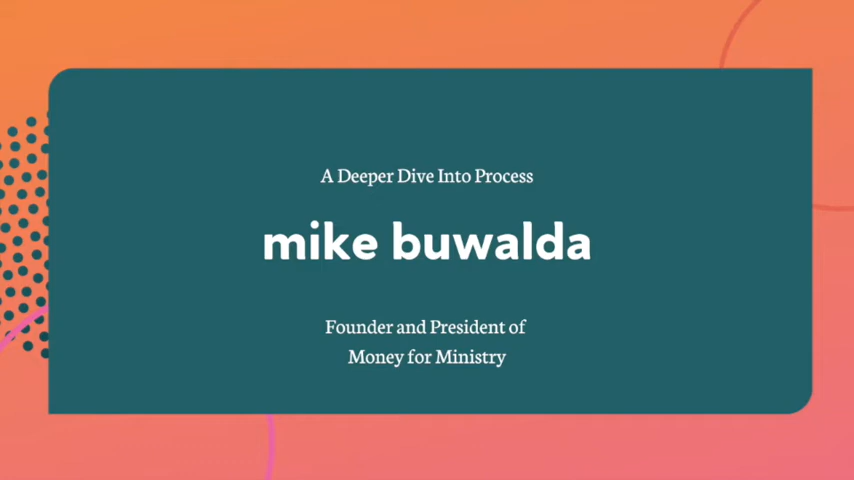 A Deeper Dive Into Process
mike buwalda
Founder and President of
Money for Ministry